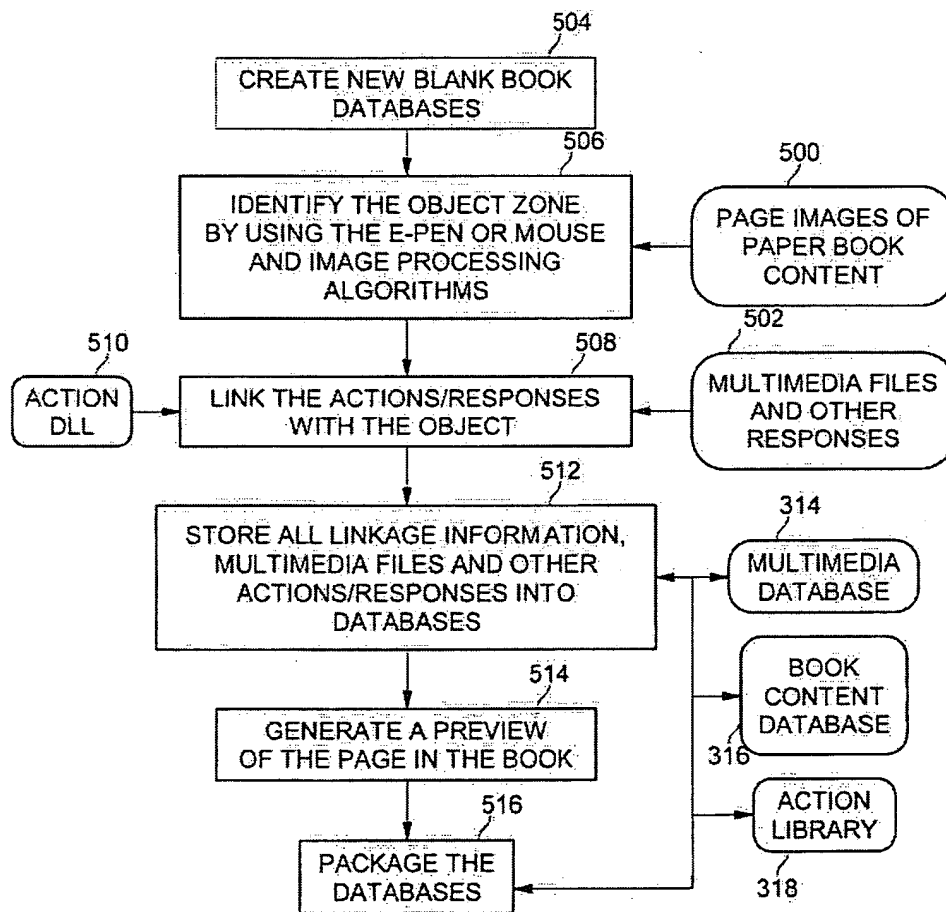 504
CREATE NEW BLANK BOOK
DATABASES
506
IDENTIFY THE OBJECT ZONE
BY USING THE E-PEN OR MOUSE
AND IMAGE PROCESSING
ALGORITHMS
500
PAGE IMAGES OF
PAPER BOOK
CONTENT
510
ACTION
DLL
508
LINK THE ACTIONS/RESPONSES
WITH THE OBJECT
502
MULTIMEDIA FILES
AND OTHER
RESPONSES
512
STORE ALL LINKAGE INFORMATION,
MULTIMEDIA FILES AND OTHER
ACTIONS/RESPONSES INTO
DATABASES
314
MULTIMEDIA
DATABASE
514
GENERATE A PREVIEW
OF THE PAGE IN THE BOOK
BOOK
CONTENT
DATABASE
316
516
PACKAGE THE
DATABASES
ACTION
LIBRARY
318